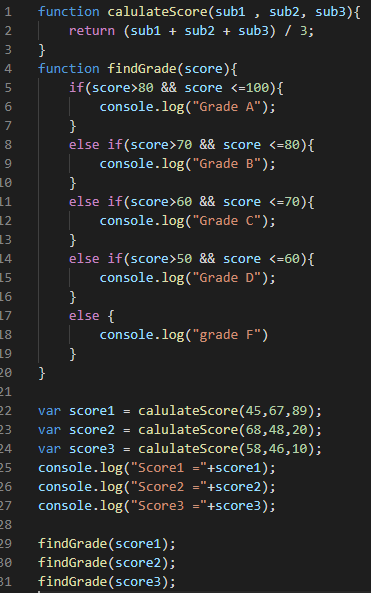 1 function calulateScore(sub1 , sub2, sub3){
2 return (sub1 + sub2 + sub3) / 3;
3 }
4 function findGrade(score){
5 if(score>80 && score <=100){
6 console.log("Grade A");
7 }
8 else if(score>70 && score <=80){
9 console.log("Grade B");
10 }
11 else if(score>60 && score <=70){
12 console.log("Grade C");
13 }
14 else if(score>50 && score <=60){
15 console.log("Grade D");
16 }
17 else {
18 console.log("grade F")
19 }
20 }
21
22 var score1 = calulateScore(45,67,89);
23 var score2 = calulateScore(68,48,20);
24 var score3 = calulateScore(58,46,10);
25 console.log("Score1 ="+score1);
26 console.log("Score2 ="+score2);
27 console.log("Score3 ="+score3);
28
29 findGrade(score1);
30 findGrade(score2);
31 findGrade(score3);